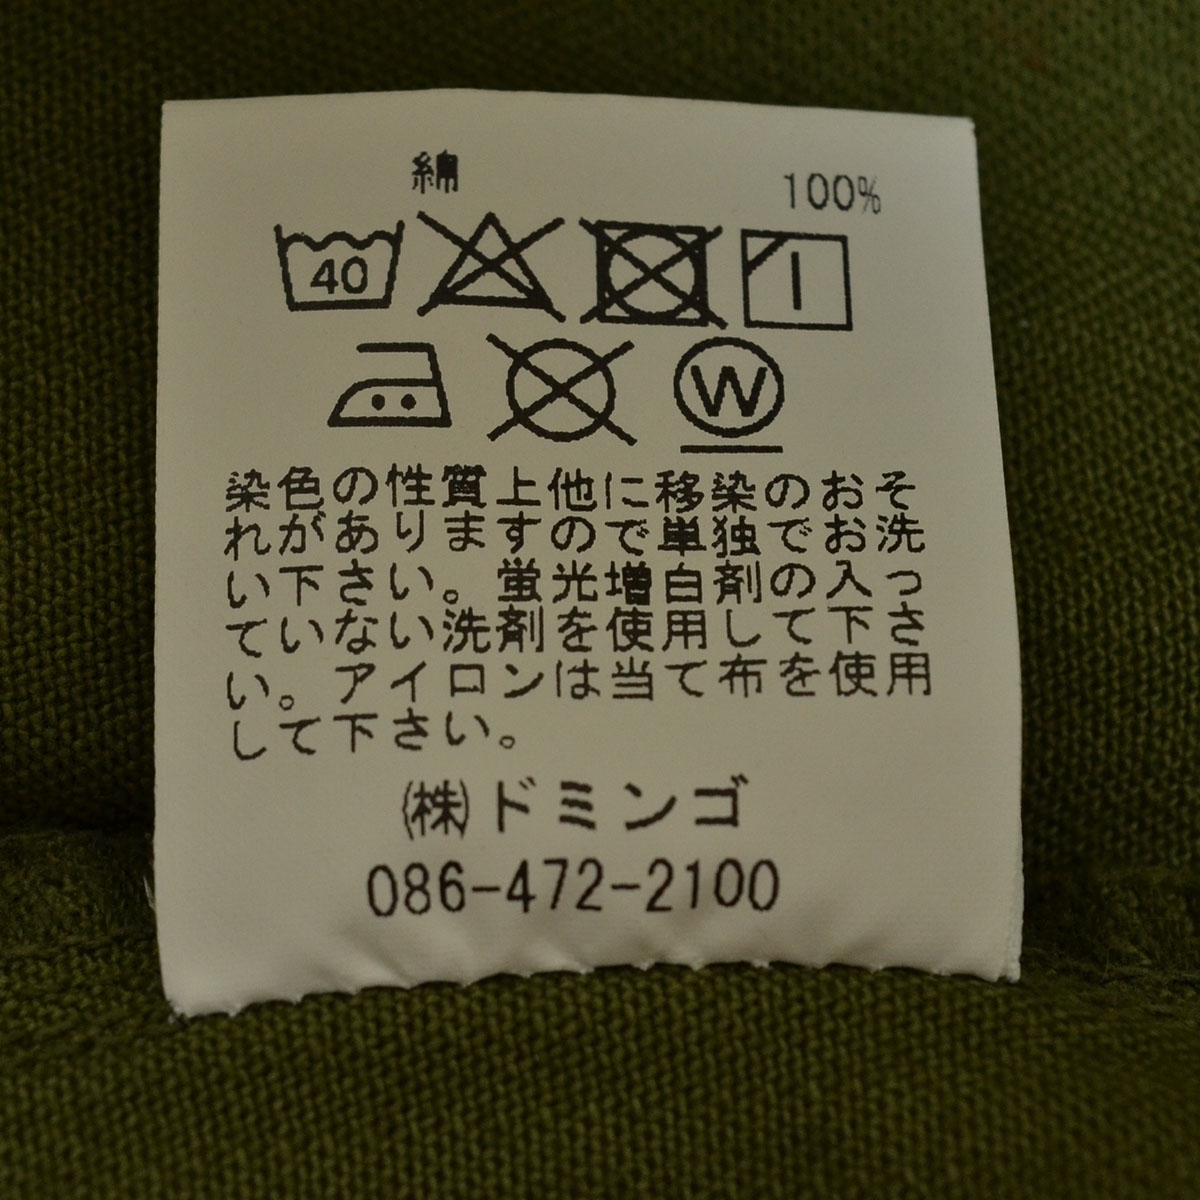 綿 100%
40
W
染色の性質上他に移染のおそ
れがありますので単独でお洗
い下さい。蛍光増白剤の入っ
ていない洗剤を使用して下さ
い。アイロンは当て布を使用
して下さい。
㈱ドミンゴ
086-472-2100